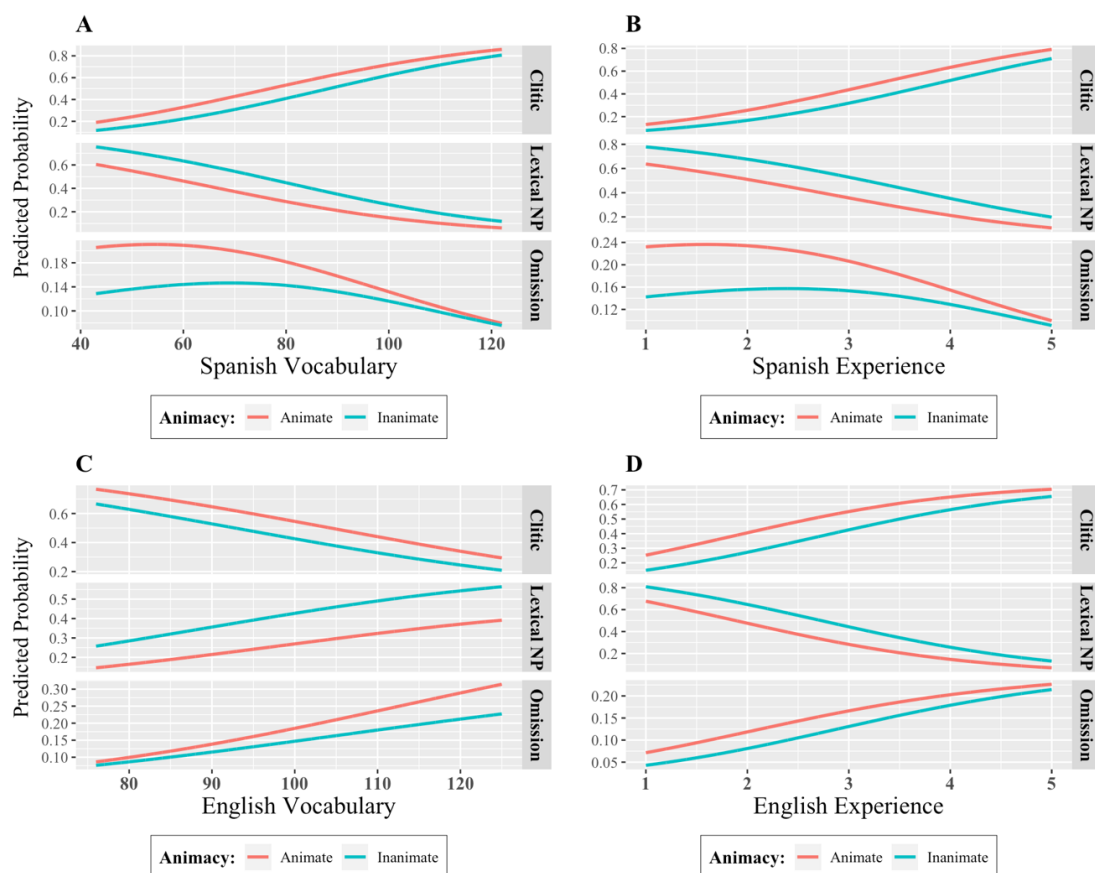 A
Predicted Probability
0.8
0.6
0.4
0.2
Clitic
0.6
0.4
0.2
Lexical NP
0.18
0.14
0.10
Omission
40 60 80 100 120
Spanish Vocabulary
Animacy: Animate Inanimate
B
0.8
0.6
0.4
0.2
Clitic
0.8
0.6
0.4
0.2
Lexical NP
0.24
0.20
0.16
0.12
Omission
1 2 3 4 5
Spanish Experience
Animacy: Animate Inanimate
C
Predicted Probability
0.6
0.4
0.2
Clitic
0.5
0.4
0.3
0.2
Lexical NP
0.30
0.25
0.20
0.15
0.10
Omission
80 90 100 110 120
English Vocabulary
Animacy: Animate Inanimate
D
0.7
0.6
0.5
0.4
0.3
0.2
Clitic
0.8
0.6
0.4
0.2
Lexical NP
0.20
0.15
0.10
0.05
Omission
1 2 3 4 5
English Experience
Animacy: Animate Inanimate